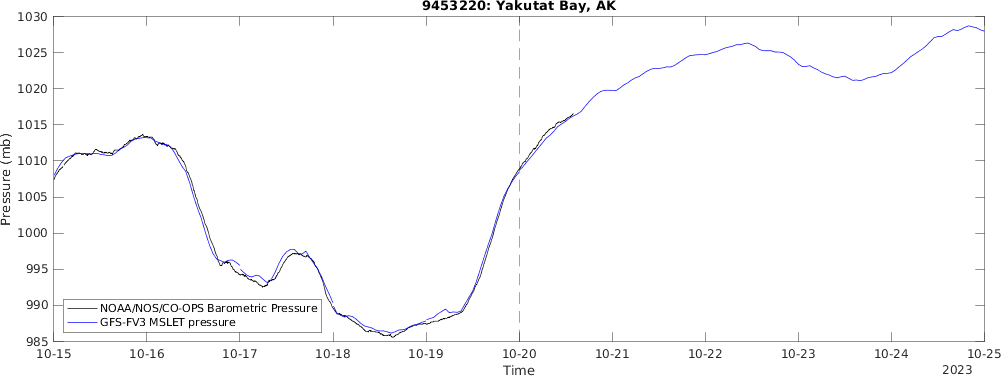 9453220: Yakutat Bay, AK
Pressure (mb)
1030
1025
1020
1015
1010
1005
1000
995
990
985
NOAA/NOS/CO-OPS Barometric Pressure
GFS-FV3 MSLET pressure
10-15 10-16 10-17 10-18 10-19 10-20 10-21 10-22 10-23 10-24 10-25
Time
2023